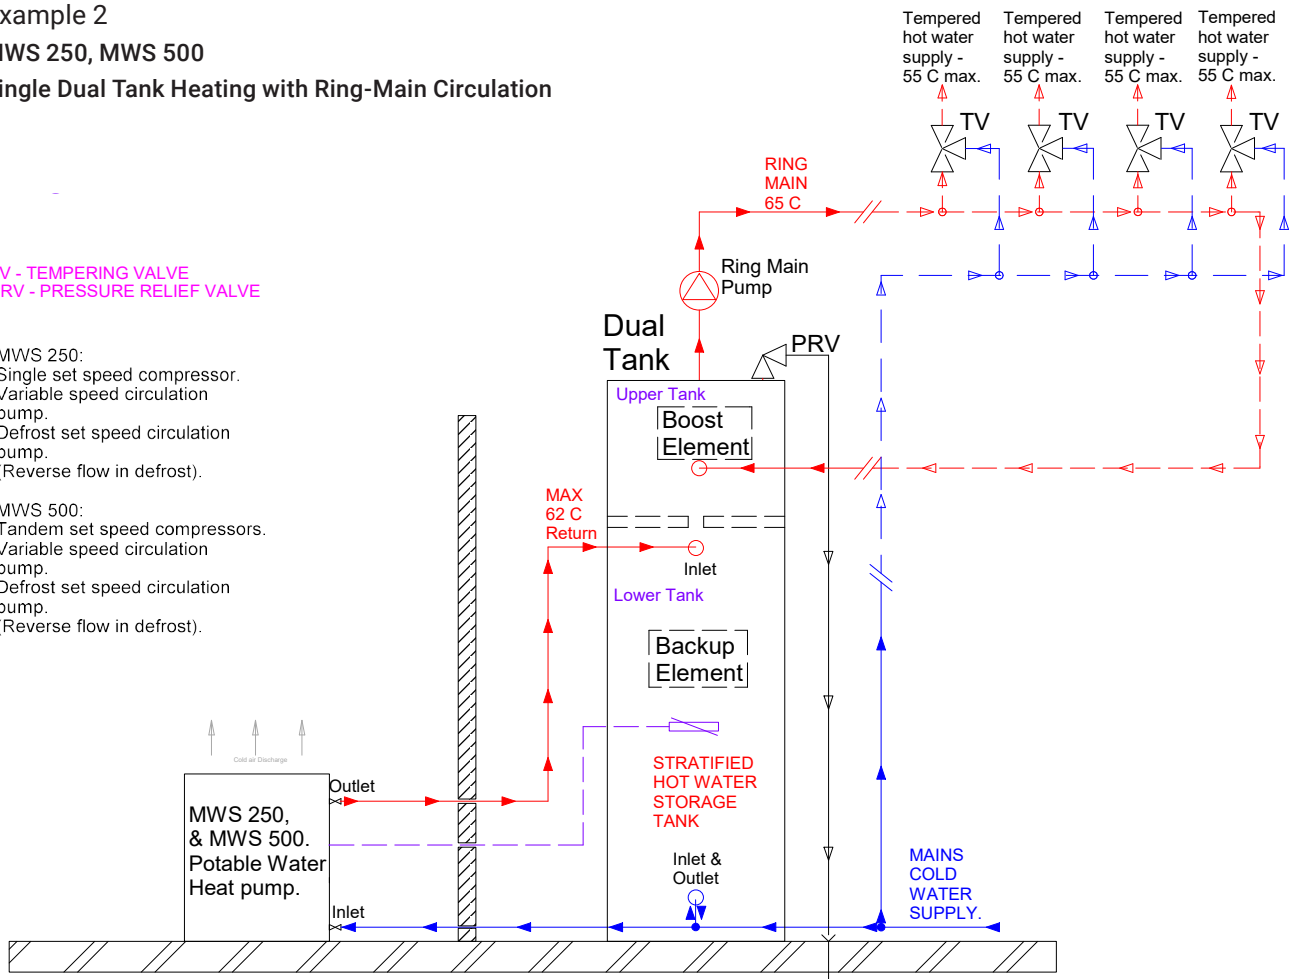 xample 2
MWS 250, MWS 500
ingle Dual Tank Heating with Ring-Main Circulation
V - TEMPERING VALVE
RV - PRESSURE RELIEF VALVE
MWS 250:
Single set speed compressor.
Variable speed circulation
pump.
Defrost set speed circulation
pump.
(Reverse flow in defrost).
MWS 500:
Tandem set speed compressors.
Variable speed circulation
pump.
Defrost set speed circulation
pump.
(Reverse flow in defrost).
Tempered
hot water
supply -
55 C max.
Tempered
hot water
supply -
55 C max.
Tempered
hot water
supply -
55 C max.
Tempered
hot water
supply -
55 C max.
TV
TV
TV
TV
RING
MAIN
65 C
Ring Main
Pump
Dual
Tank
PRV
Upper Tank
Boost
Element
MAX
62 C
Return
Inlet
Lower Tank
Backup
Element
STRATIFIED
HOT WATER
STORAGE
TANK
Cold air Discharge
Outlet
MWS 250,
& MWS 500.
Potable Water
Heat pump.
Inlet
Inlet &
Outlet
MAINS
COLD
WATER
SUPPLY.